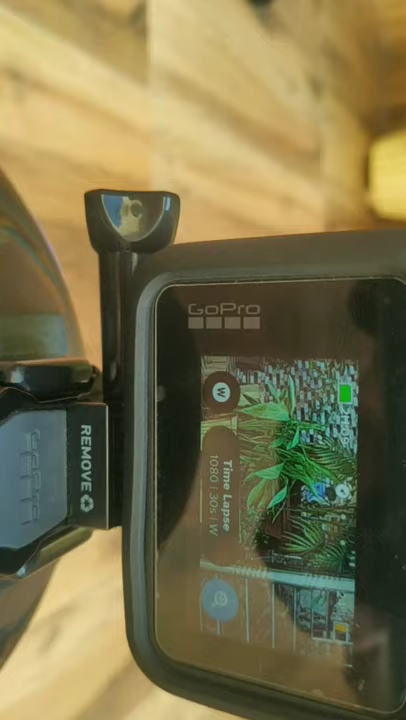 GoPro
W
Time Lapse
1080 | 30s | W
REMOVE
GoPro